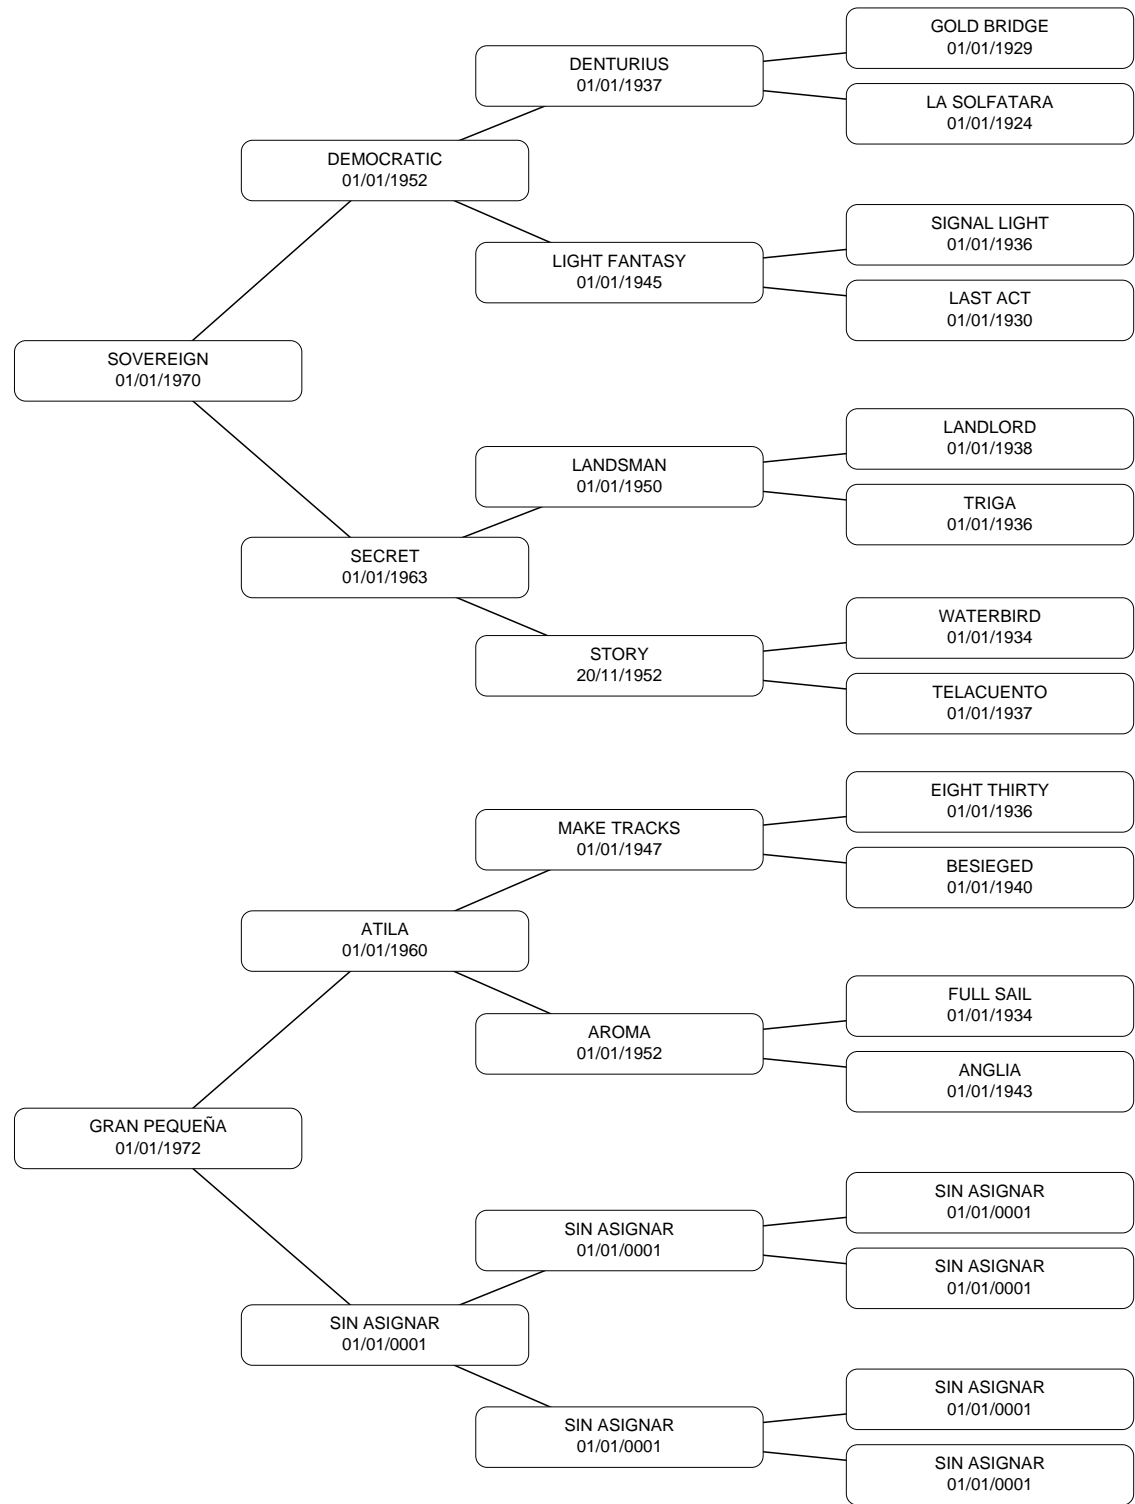 GOLD BRIDGE
01/01/1929
DENTURIUS
01/01/1937
LA SOLFATARA
01/01/1924
DEMOCRATIC
01/01/1952
SIGNAL LIGHT
01/01/1936
LIGHT FANTASY
01/01/1945
LAST ACT
01/01/1930
SOVEREIGN
01/01/1970
LANDLORD
01/01/1938
LANDSMAN
01/01/1950
TRIGA
01/01/1936
SECRET
01/01/1963
WATERBIRD
01/01/1934
STORY
20/11/1952
TELACUENTO
01/01/1937
EIGHT THIRTY
01/01/1936
MAKE TRACKS
01/01/1947
BESIEGED
01/01/1940
ATILA
01/01/1960
FULL SAIL
01/01/1934
AROMA
01/01/1952
ANGLIA
01/01/1943
GRAN PEQUEÑA
01/01/1972
SIN ASIGNAR
01/01/0001
SIN ASIGNAR
01/01/0001
SIN ASIGNAR
01/01/0001
SIN ASIGNAR
01/01/0001
SIN ASIGNAR
01/01/0001
SIN ASIGNAR
01/01/0001
SIN ASIGNAR
01/01/0001